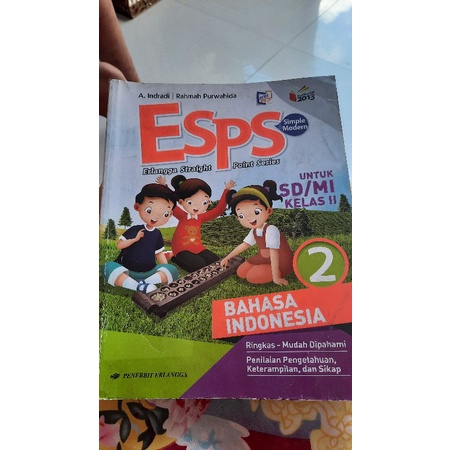 A. Indradi | Rahmah Purwahida
2013
ESPS
Simple
Modern
Erlangga Straight Point Series
UNTUK
SD/MI
KELAS II
2
BAHASA
INDONESIA
Ringkas - Mudah Dipahami
Penilaian Pengetahuan,
Keterampilan, dan Sikap
PENERBIT ERLANGGA